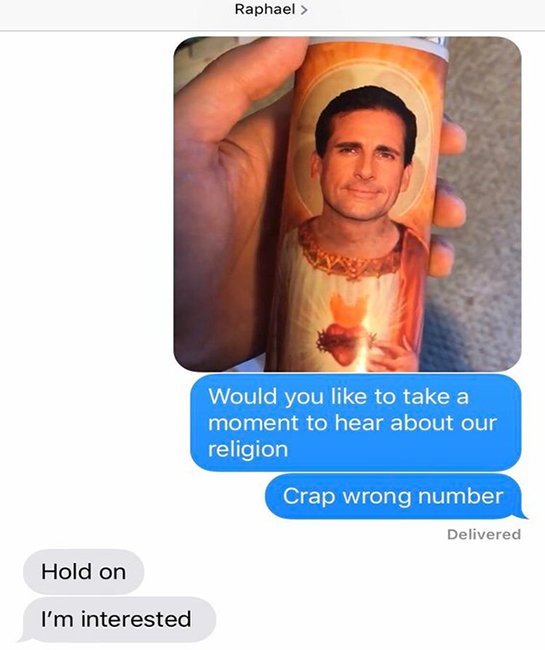 Raphael >
Would you like to take a
moment to hear about our
religion
Crap wrong number
Delivered
Hold on
I'm interested